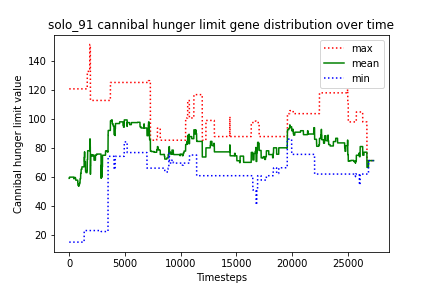 solo_91 cannibal hunger limit gene distribution over time
max
mean
min
Cannibal hunger limit value
140
120
100
80
60
40
20
0
5000
10000
15000
20000
25000
Timesteps